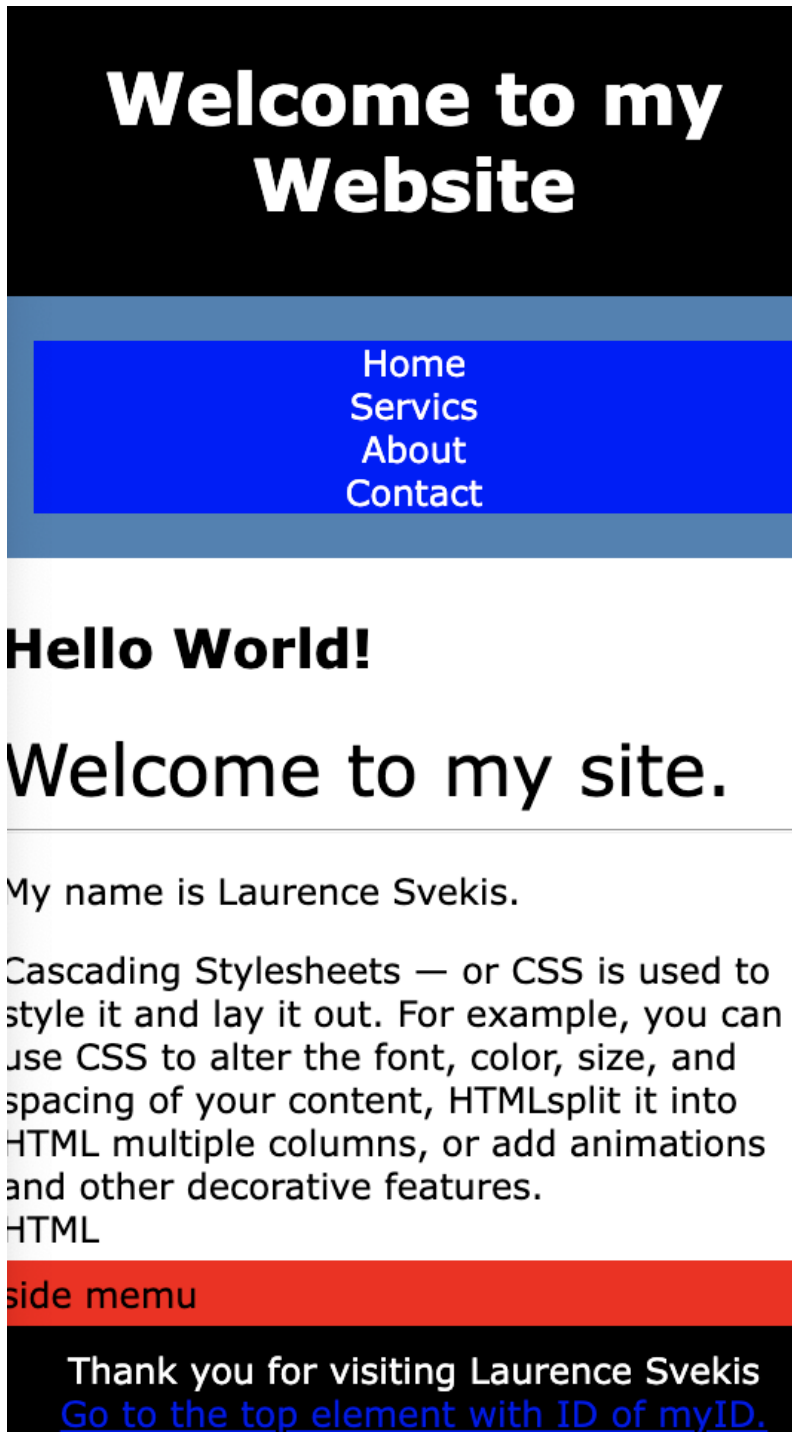 Welcome to my
Website
Home
Servics
About
Contact
Hello World!
Welcome to my site.
My name is Laurence Svekis.
Cascading Stylesheets — or CSS is used to
style it and lay it out. For example, you can
use CSS to alter the font, color, size, and
spacing of your content, HTMLsplit it into
HTML multiple columns, or add animations
and other decorative features.
HTML
side memu
Thank you for visiting Laurence Svekis
Go to the top element with ID of myID.